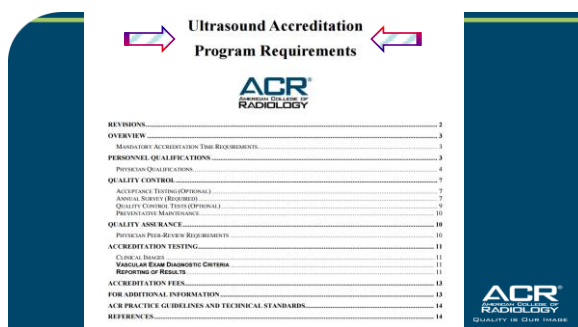 Ultrasound Accreditation
Program Requirements
ACR®
AMERICAN COLLEGE OF
RADIOLOGY
REVISIONS 2
OVERVIEW 3
MANDATORY ACCREDITATION TIME REQUIREMENTS 3
PERSONNEL QUALIFICATIONS 3
PHYSICIAN QUALIFICATIONS 4
QUALITY CONTROL 7
ACCEPTANCE TESTING (OPTIONAL) 7
ANNUAL SURVEY (REQUIRED) 7
QUALITY CONTROL TESTS (OPTIONAL) 9
PREVENTATIVE MAINTENANCE 10
QUALITY ASSURANCE 10
PHYSICIAN PEER-REVIEW REQUIREMENTS 10
ACCREDITATION TESTING 11
CLINICAL IMAGES 11
VASCULAR EXAM DIAGNOSTIC CRITERIA 11
REPORTING OF RESULTS 11
ACCREDITATION FEES 13
FOR ADDITIONAL INFORMATION 13
ACR PRACTICE GUIDELINES AND TECHNICAL STANDARDS 14
REFERENCES 14
ACR®
AMERICAN COLLEGE OF
RADIOLOGY
QUALITY IS OUR IMAGE